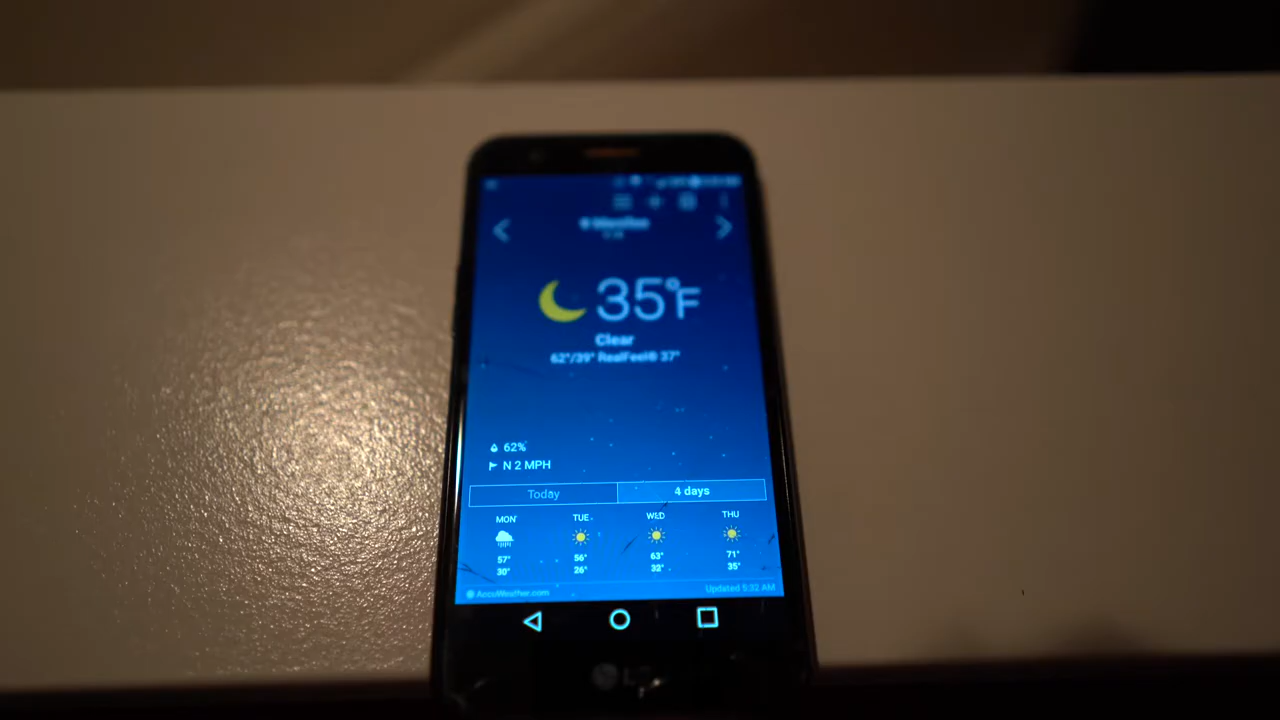 35°F
Clear
62°/39° RealFeel® 37°
62%
N 2 MPH
Today 4 days
MON TUE WED THU
57° 56° 63° 71°
30° 26° 32° 35°
AccuWeather.com Updated 5:32 AM
LG